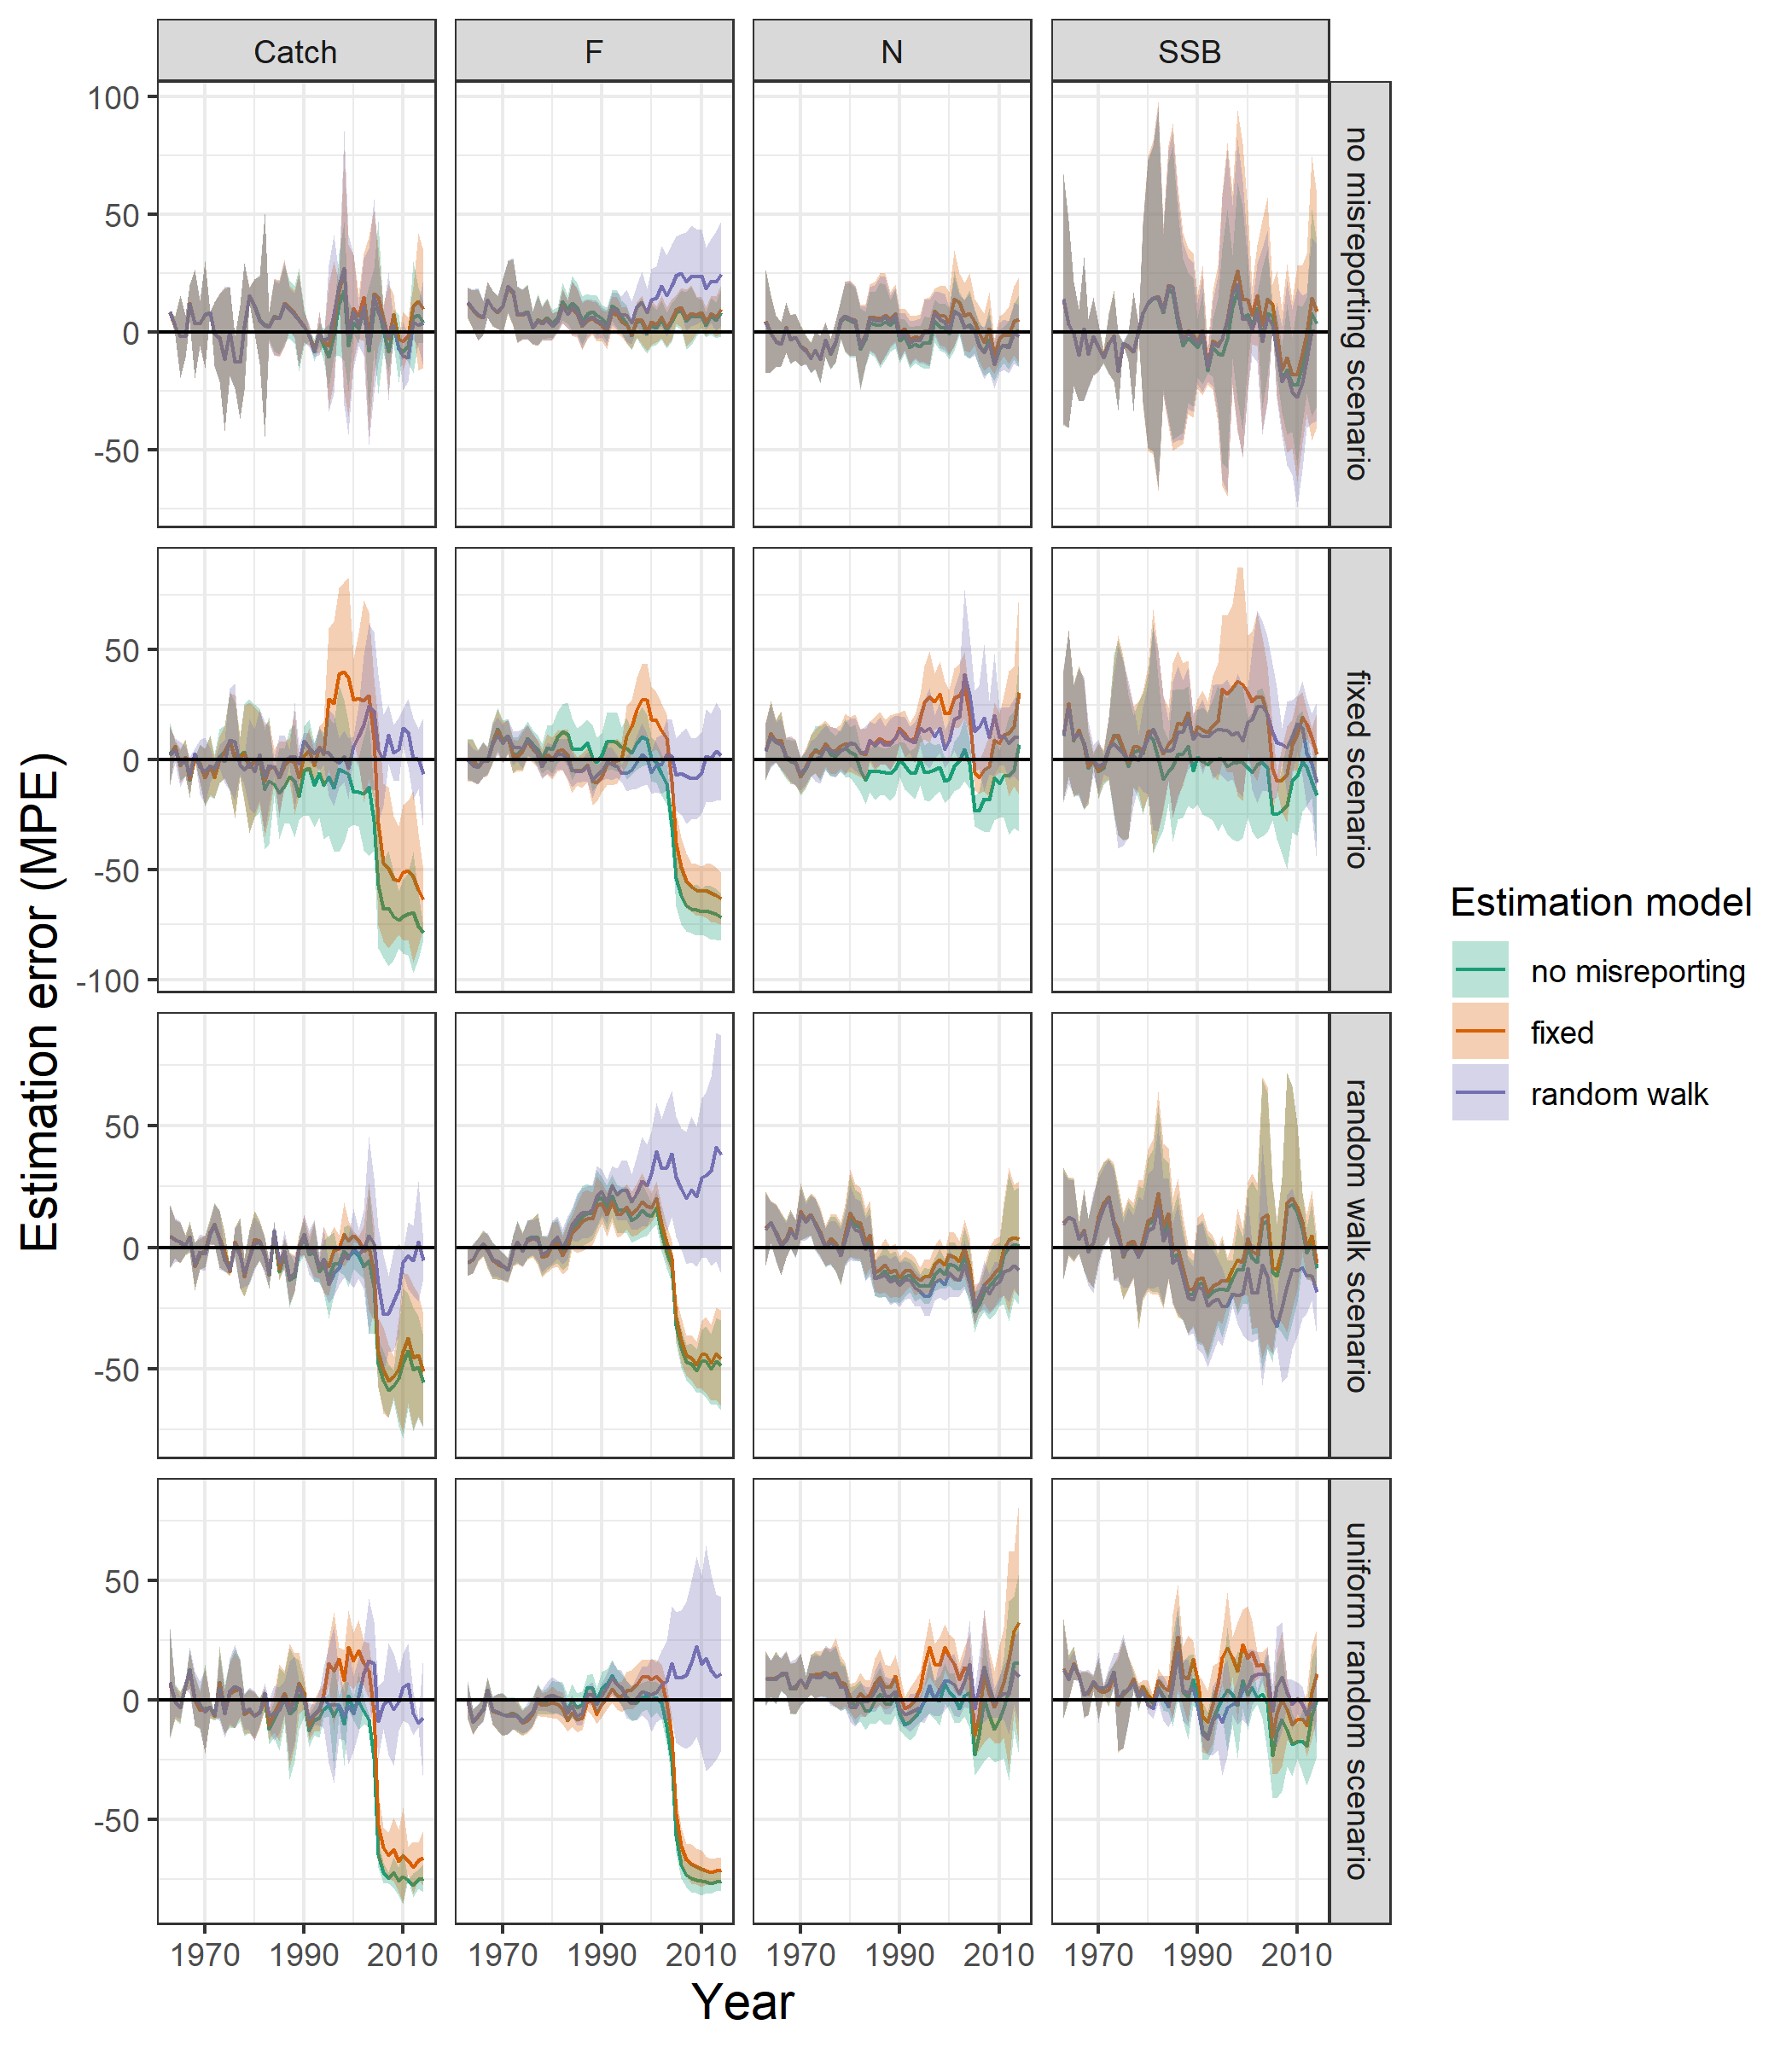 Catch F N SSB
100
50
0
-50
no misreporting scenario
50
0
-50
-100
fixed scenario
50
0
-50
random walk scenario
50
0
-50
uniform random scenario
1970 1990 2010 1970 1990 2010 1970 1990 2010 1970 1990 2010
Year
Estimation error (MPE)
Estimation model
no misreporting
fixed
random walk